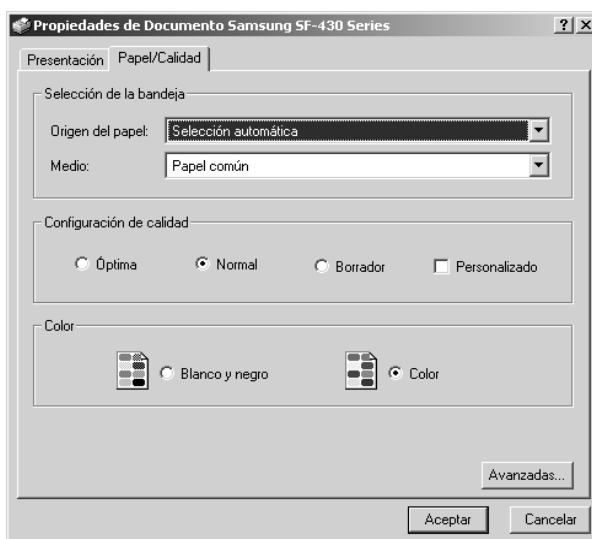 Propiedades de Documento Samsung SF-430 Series
Presentación Papel/Calidad
Selección de la bandeja
Origen del papel: Selección automática
Medio: Papel común
Configuración de calidad
Óptima Normal Borrador Personalizado
Color
Blanco y negro Color
Avanzadas...
Aceptar Cancelar